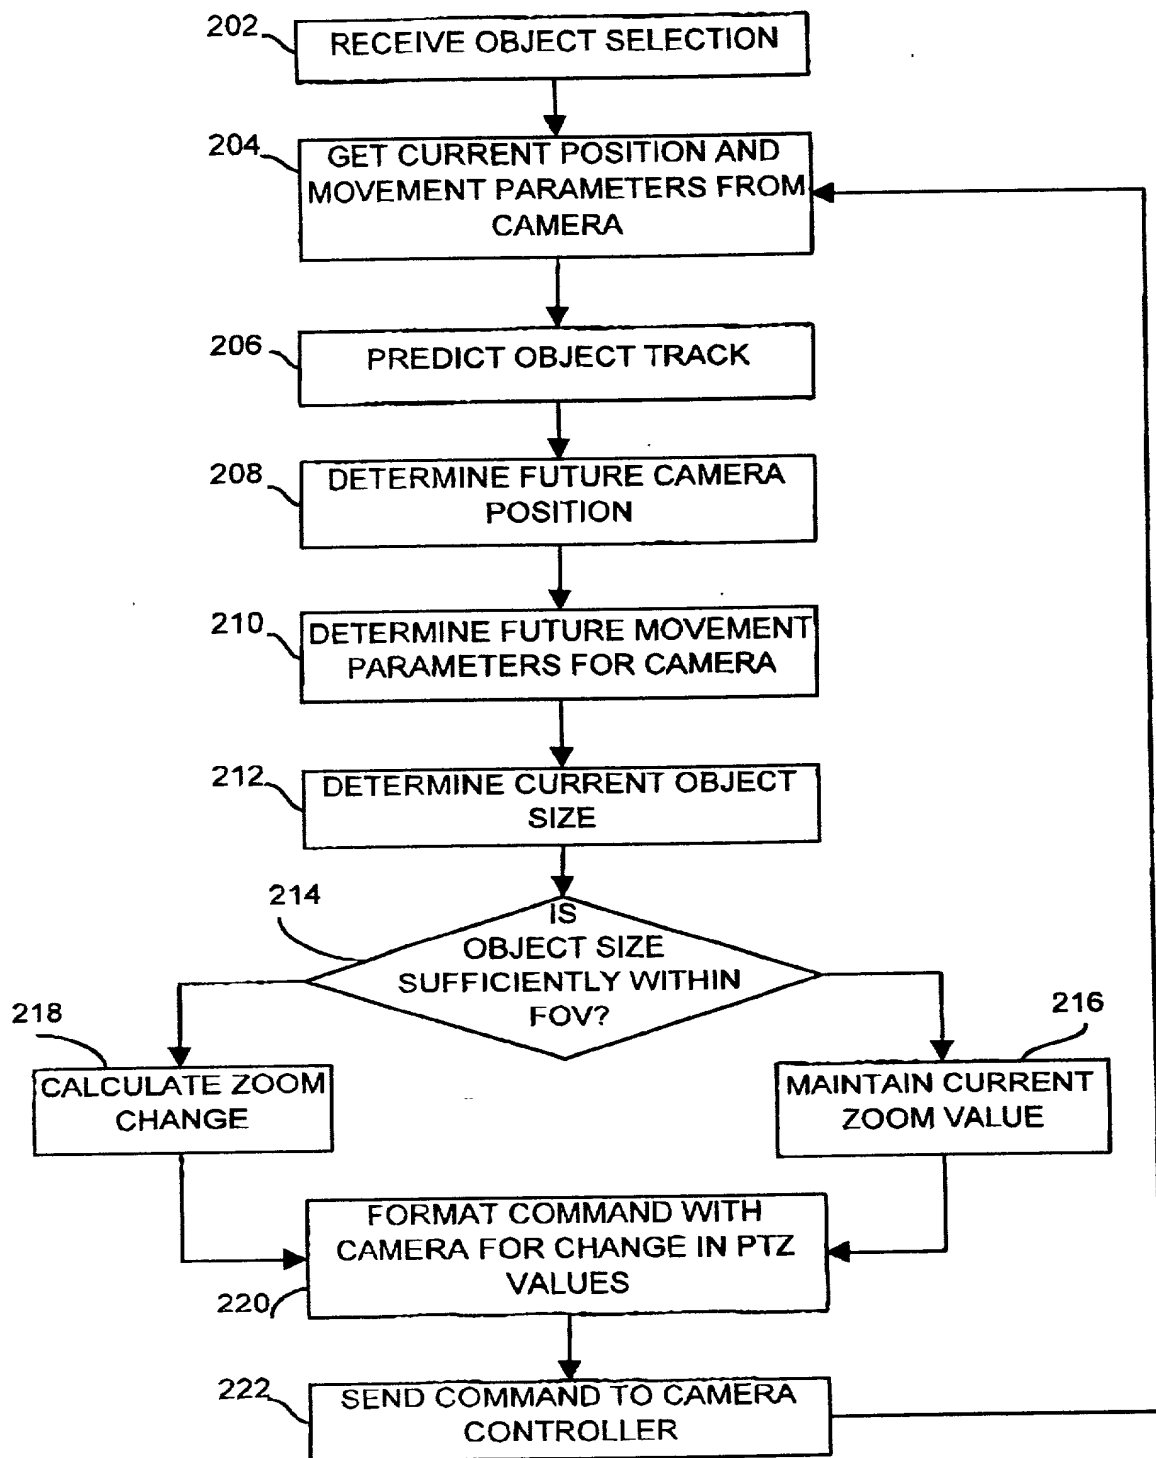 202
RECEIVE OBJECT SELECTION
204
GET CURRENT POSITION AND
MOVEMENT PARAMETERS FROM
CAMERA
206
PREDICT OBJECT TRACK
208
DETERMINE FUTURE CAMERA
POSITION
210
DETERMINE FUTURE MOVEMENT
PARAMETERS FOR CAMERA
212
DETERMINE CURRENT OBJECT
SIZE
214
IS
OBJECT SIZE
SUFFICIENTLY WITHIN
FOV?
218
CALCULATE ZOOM
CHANGE
216
MAINTAIN CURRENT
ZOOM VALUE
FORMAT COMMAND WITH
CAMERA FOR CHANGE IN PTZ
VALUES
220
222
SEND COMMAND TO CAMERA
CONTROLLER